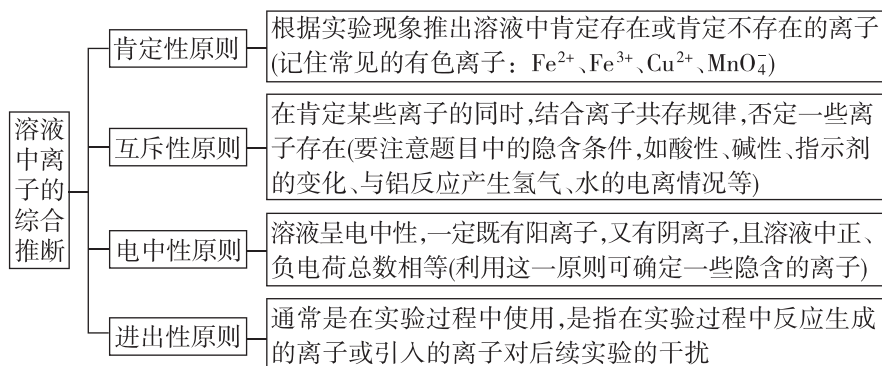 溶液
中离
子的
综合
推断
肯定性原则
根据实验现象推出溶液中肯定存在或肯定不存在的离子
(记住常见的有色离子：Fe²⁺、Fe³⁺、Cu²⁺、MnO₄⁻)
互斥性原则
在肯定某些离子的同时,结合离子共存规律,否定一些离
子存在(要注意题目中的隐含条件,如酸性、碱性、指示剂
的变化、与铝反应产生氢气、水的电离情况等)
电中性原则
溶液呈电中性,一定既有阳离子,又有阴离子,且溶液中正、
负电荷总数相等(利用这一原则可确定一些隐含的离子)
进出性原则
通常是在实验过程中使用,是指在实验过程中反应生成
的离子或引入的离子对后续实验的干扰